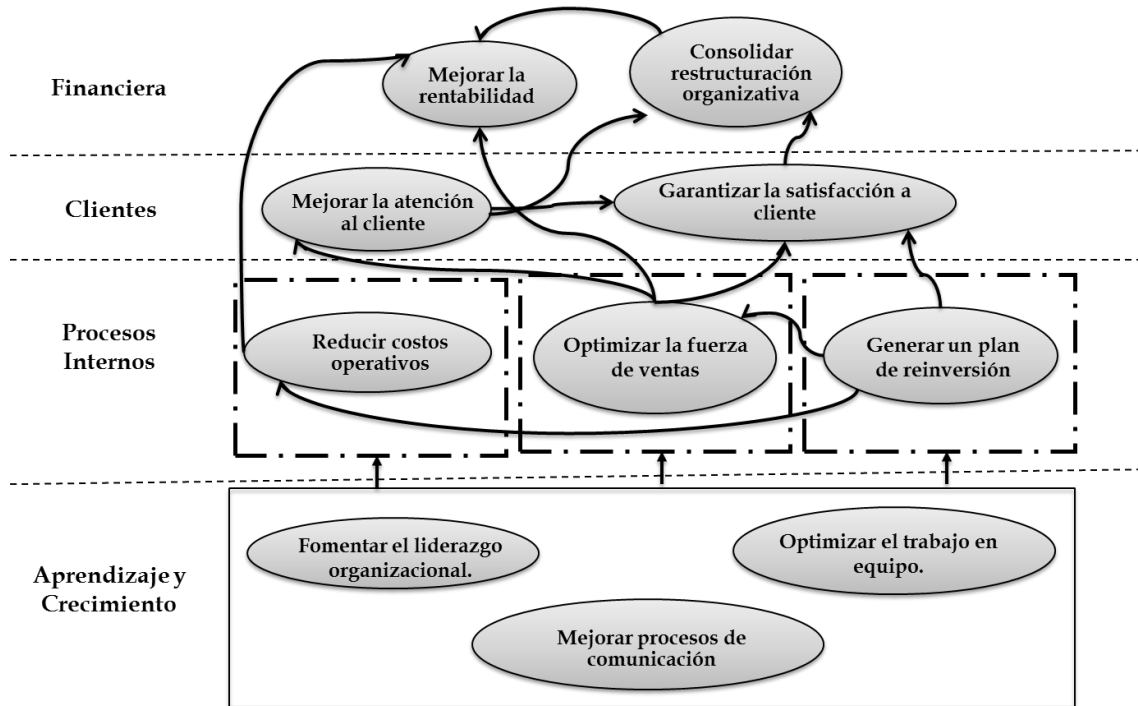 Financiera
Mejorar la
rentabilidad
Consolidar
restructuración
organizativa
Clientes
Mejorar la atención
al cliente
Garantizar la satisfacción a
cliente
Procesos
Internos
Reducir costos
operativos
Optimizar la fuerza
de ventas
Generar un plan
de reinversión
Aprendizaje y
Crecimiento
Fomentar el liderazgo
organizacional.
Optimizar el trabajo en
equipo.
Mejorar procesos de
comunicación